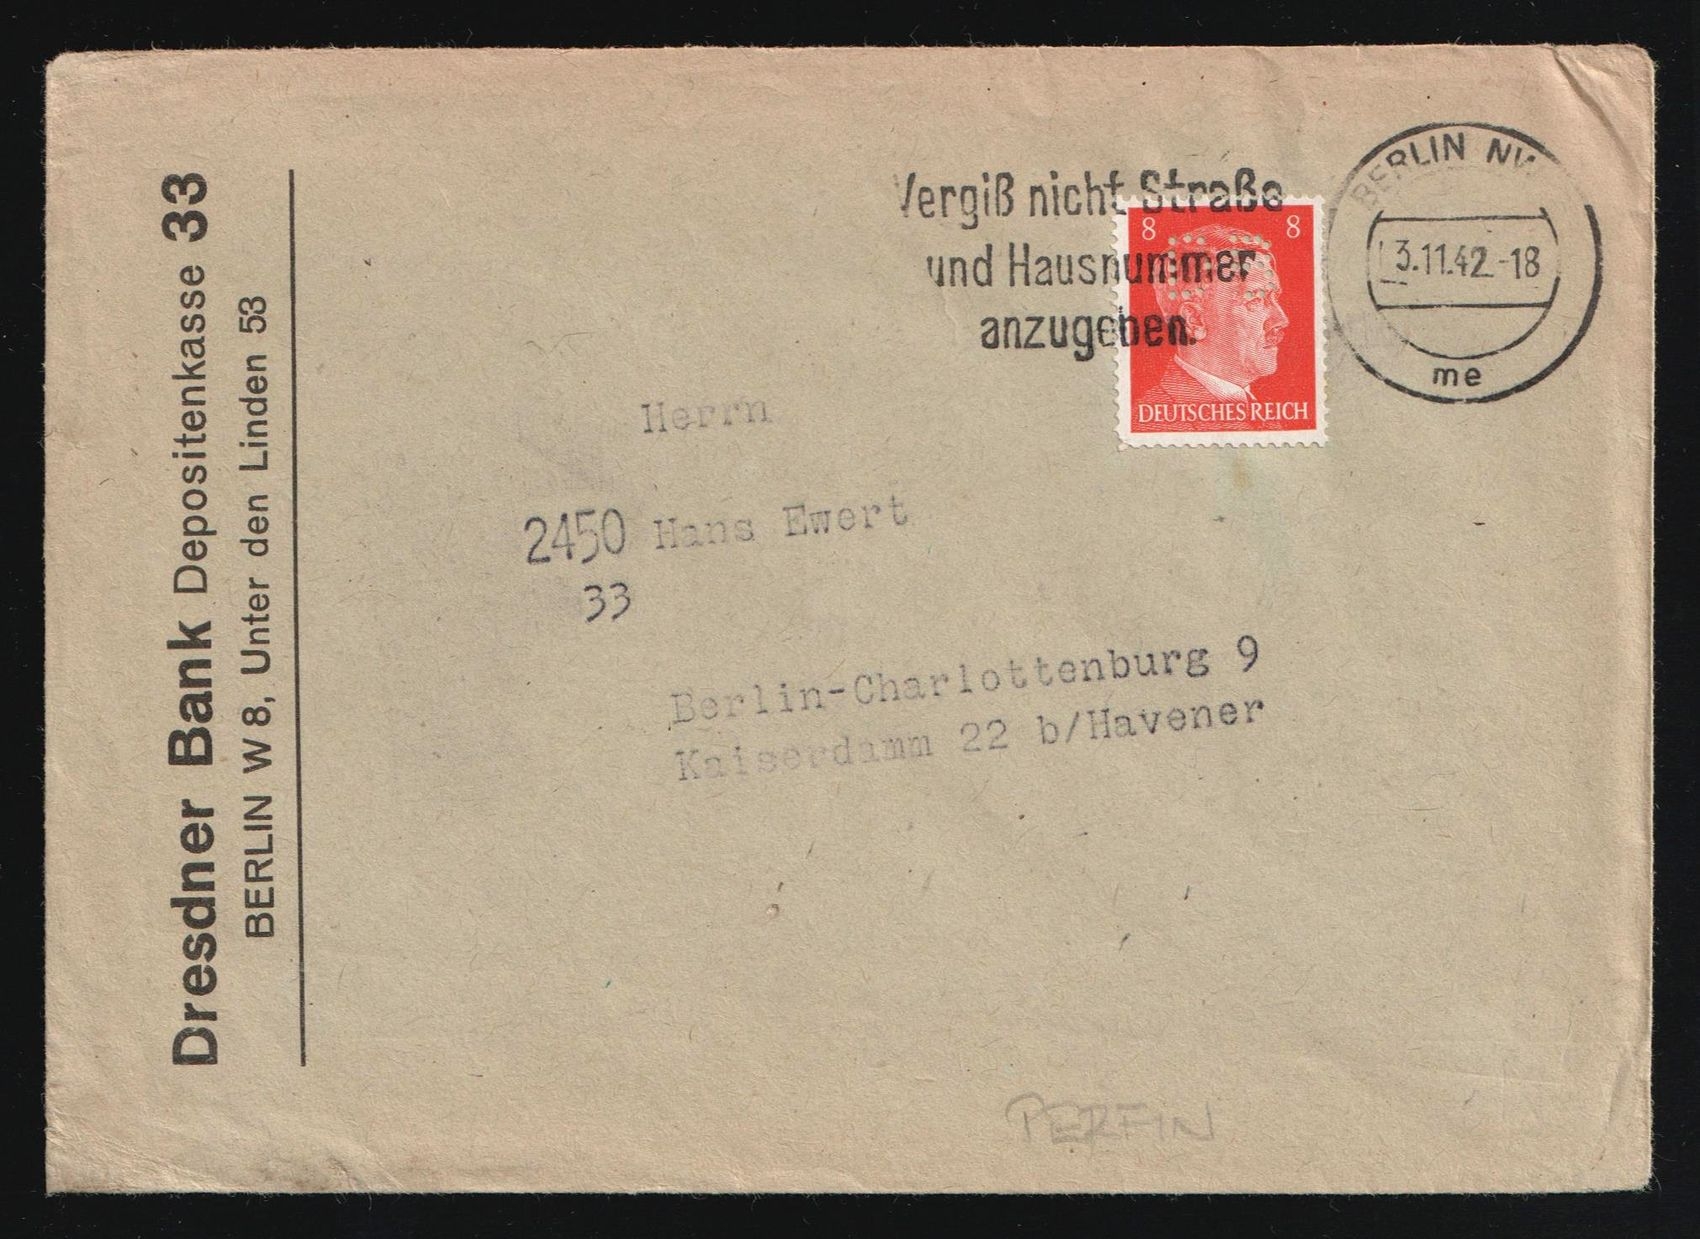 Dresdner Bank Depositenkasse 33
BERLIN W 8, Unter den Linden 53
Vergiß nicht Straße
und Hausnummer
anzugeben.
8 8
DEUTSCHES REICH
BERLIN
3.11.42.-18
me
Herrn
2450 Hans Ewert
33
Berlin-Charlottenburg 9
Kaiserdamm 22 b/Havener
PERFIN